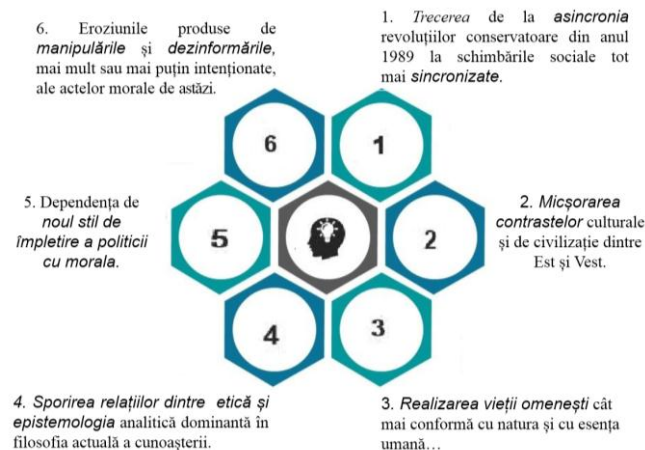 1. Trecerea de la asincronia
revoluțiilor conservatoare din anul
1989 la schimbările sociale tot
mai sincronizate.
2. Micșorarea
contrastelor culturale
și de civilizație dintre
Est și Vest.
3. Realizarea vieții omenești cât
mai conformă cu natura și cu esența
umană…
4. Sporirea relațiilor dintre etică și
epistemologia analitică dominantă în
filosofia actuală a cunoașterii.
5. Dependența de
noul stil de
împletire a politicii
cu morala.
6. Eroziunile produse de
manipulările și dezinformările,
mai mult sau mai puțin intenționate,
ale actelor morale de astăzi.
6
1
5
2
4
3